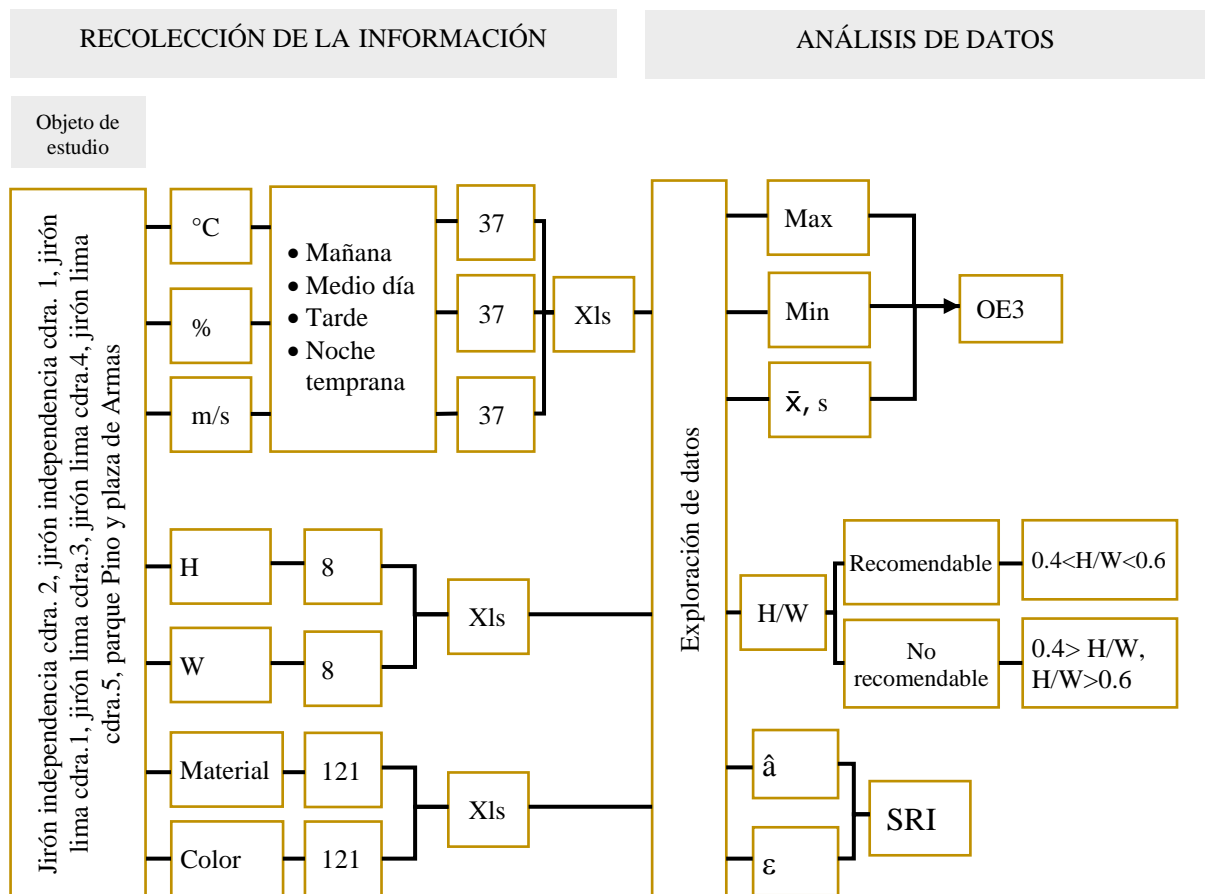 RECOLECCIÓN DE LA INFORMACIÓN
ANÁLISIS DE DATOS
Objeto de
estudio
Jirón independencia cdra. 2, jirón independencia cdra. 1, jirón
lima cdra.1, jirón lima cdra.3, jirón lima cdra.4, jirón lima
cdra.5, parque Pino y plaza de Armas
°C
%
m/s
• Mañana
• Medio día
• Tarde
• Noche
temprana
37
37
37
Xls
H
8
W
8
Xls
Material
121
Color
121
Xls
Exploración de datos
Max
Min
x̄, s
OE3
H/W
Recomendable
0.4<H/W<0.6
No
recomendable
0.4> H/W,
H/W>0.6
â
ε
SRI